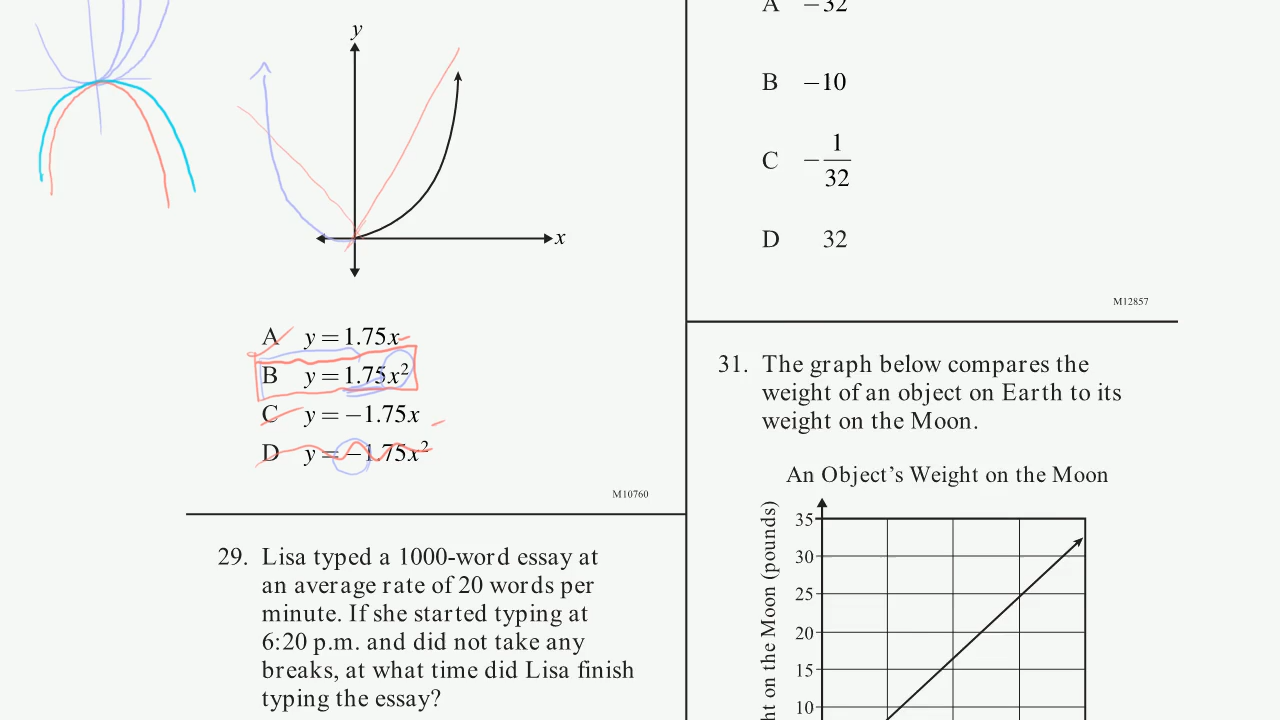 y
x
A y = 1.75x
B y = 1.75x²
C y = −1.75x
D y = −1.75x²
M10760
29. Lisa typed a 1000-word essay at
an average rate of 20 words per
minute. If she started typing at
6:20 p.m. and did not take any
breaks, at what time did Lisa finish
typing the essay?
A −32
B −10
C −1/32
D 32
M12857
31. The graph below compares the
weight of an object on Earth to its
weight on the Moon.
An Object’s Weight on the Moon
35
30
25
20
15
10
on the Moon (pounds)